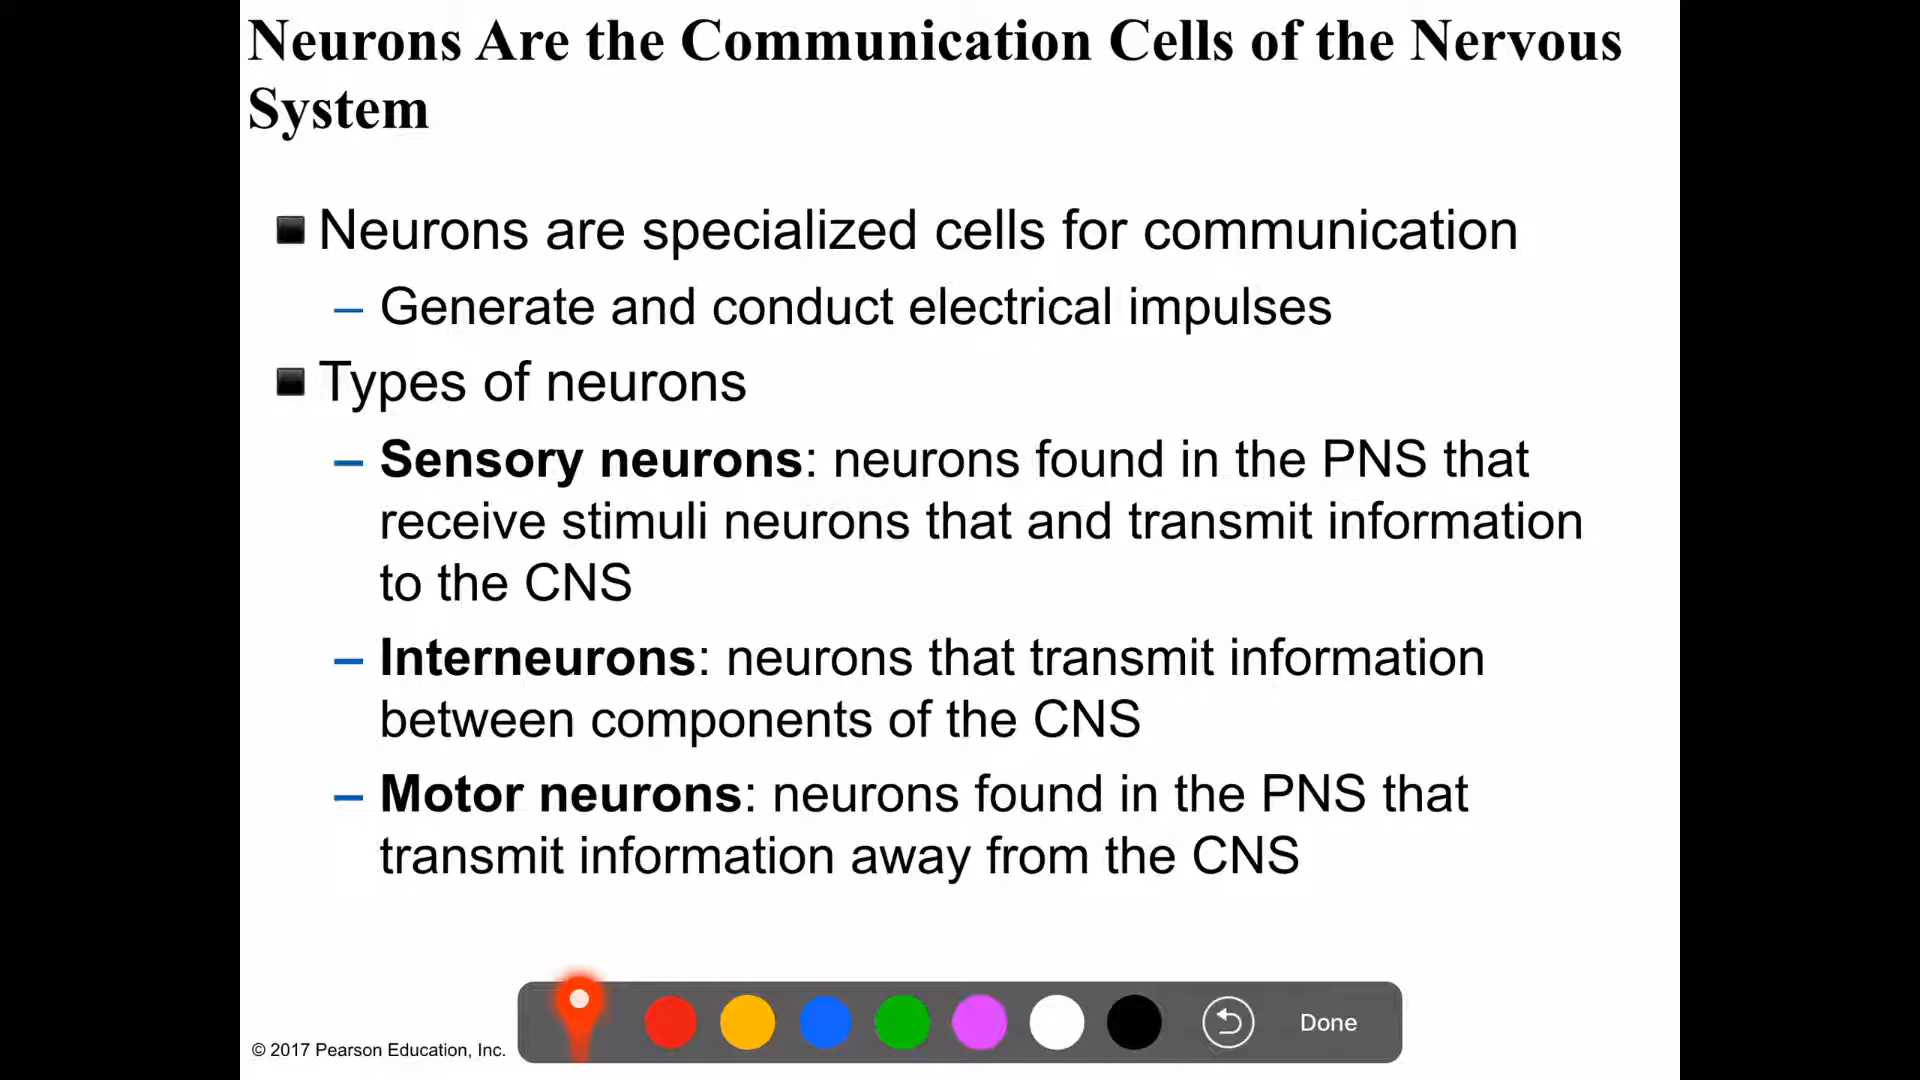 Neurons Are the Communication Cells of the Nervous
System
Neurons are specialized cells for communication
– Generate and conduct electrical impulses
Types of neurons
– Sensory neurons: neurons found in the PNS that
receive stimuli neurons that and transmit information
to the CNS
– Interneurons: neurons that transmit information
between components of the CNS
– Motor neurons: neurons found in the PNS that
transmit information away from the CNS
Done
© 2017 Pearson Education, Inc.